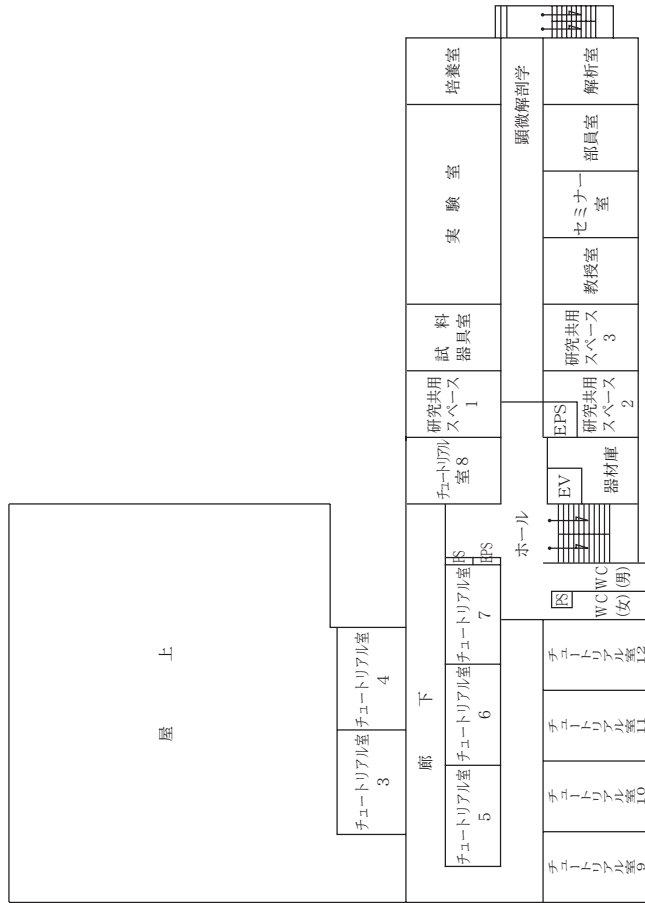 培養室
実験室
試料
器具室
研究共用
スペース
1
チュートリアル
室8
顕微解剖学
解析室
部員室
セミナー
室
教授室
研究共用
スペース
3
研究共用
スペース
2
EPS
EV
器材庫
ホール
PS
EPS
PS
WC
(男)
WC
(女)
屋上
チュートリアル室
4
チュートリアル室
3
廊下
チュートリアル室
7
チュートリアル室
6
チュートリアル室
5
チュートリアル室
12
チュートリアル室
11
チュートリアル室
10
チュートリアル室
9